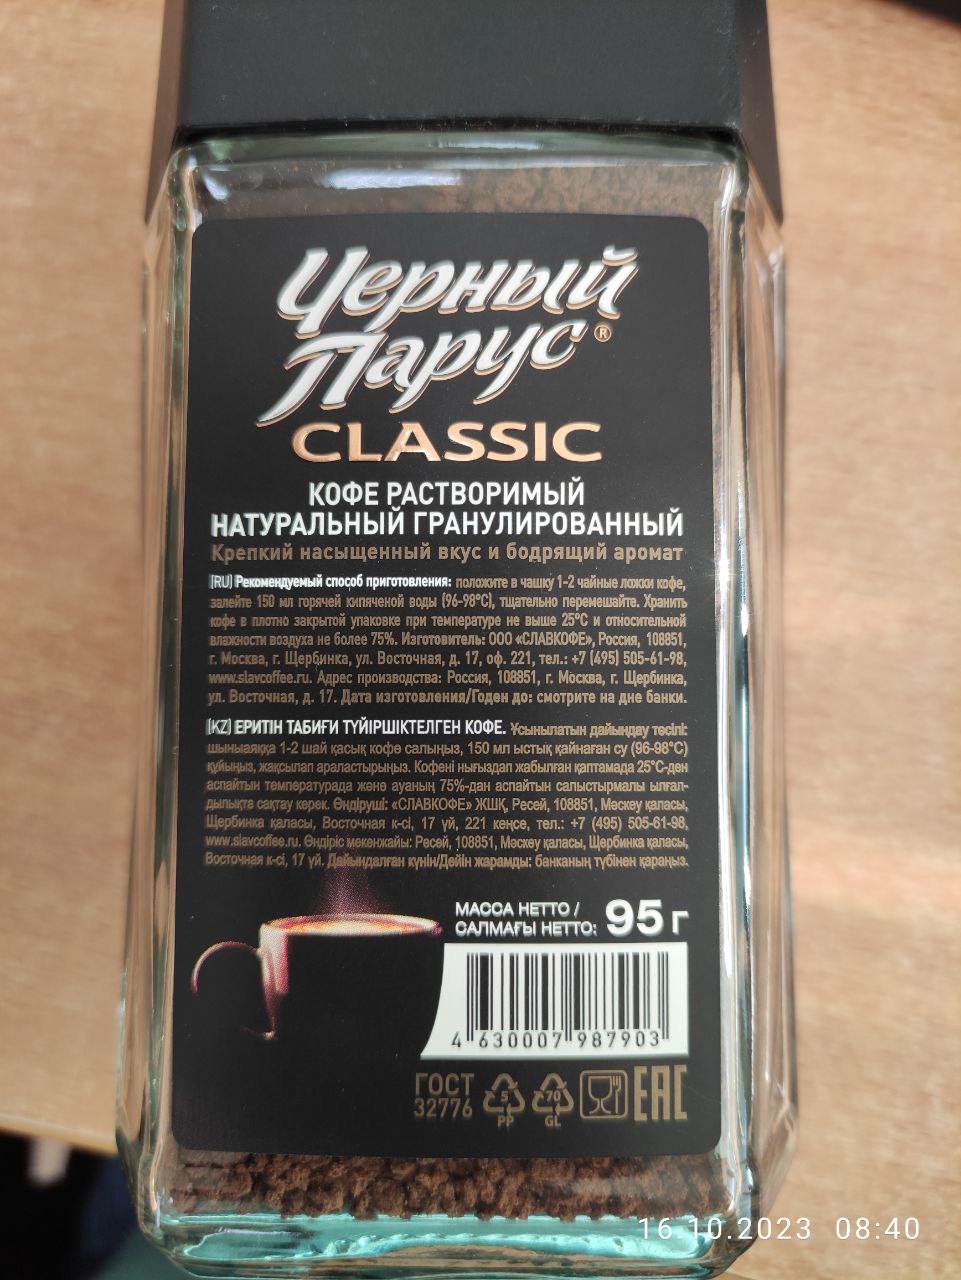 Черный
Парус®
CLASSIC
КОФЕ РАСТВОРИМЫЙ
НАТУРАЛЬНЫЙ ГРАНУЛИРОВАННЫЙ
Крепкий насыщенный вкус и бодрящий аромат
[RU] Рекомендуемый способ приготовления: положите в чашку 1-2 чайные ложки кофе,
залейте 150 мл горячей кипяченой воды (96-98°С), тщательно перемешайте. Хранить
кофе в плотно закрытой упаковке при температуре не выше 25°С и относительной
влажности воздуха не более 75%. Изготовитель: ООО «СЛАВКОФЕ», Россия, 108851,
г. Москва, г. Щербинка, ул. Восточная, д. 17, оф. 221, тел.: +7 (495) 505-61-98,
www.slavcoffee.ru. Адрес производства: Россия, 108851, г. Москва, г. Щербинка,
ул. Восточная, д. 17. Дата изготовления/Годен до: смотрите на дне банки.
[KZ] ЕРИТІН ТАБИҒИ ТҮЙІРШІКТЕЛГЕН КОФЕ. Ұсынылатын дайындау тәсілі:
шыныаяққа 1-2 шай қасық кофе салыңыз, 150 мл ыстық қайнаған су (96-98°С)
құйыңыз, жақсылап араластырыңыз. Кофені нығыздап жабылған қаптамада 25°С-ден
аспайтын температурада және ауаның 75%-дан аспайтын салыстырмалы ылғал-
дылықта сақтау керек. Өндіруші: «СЛАВКОФЕ» ЖШҚ, Ресей, 108851, Мәскеу қаласы,
Щербинка қаласы, Восточная к-сі, 17 үй, 221 кеңсе, тел.: +7 (495) 505-61-98,
www.slavcoffee.ru. Өндіріс мекенжайы: Ресей, 108851, Мәскеу қаласы, Щербинка қаласы,
Восточная к-сі, 17 үй. Дайындалған күнін/Дейін жарамды: банканың түбінен қараңыз.
МАССА НЕТТО /
САЛМАҒЫ НЕТТО: 95 г
4 630007 987903
ГОСТ
32776
5
PP
70
GL
EAC
16.10.2023 08:40